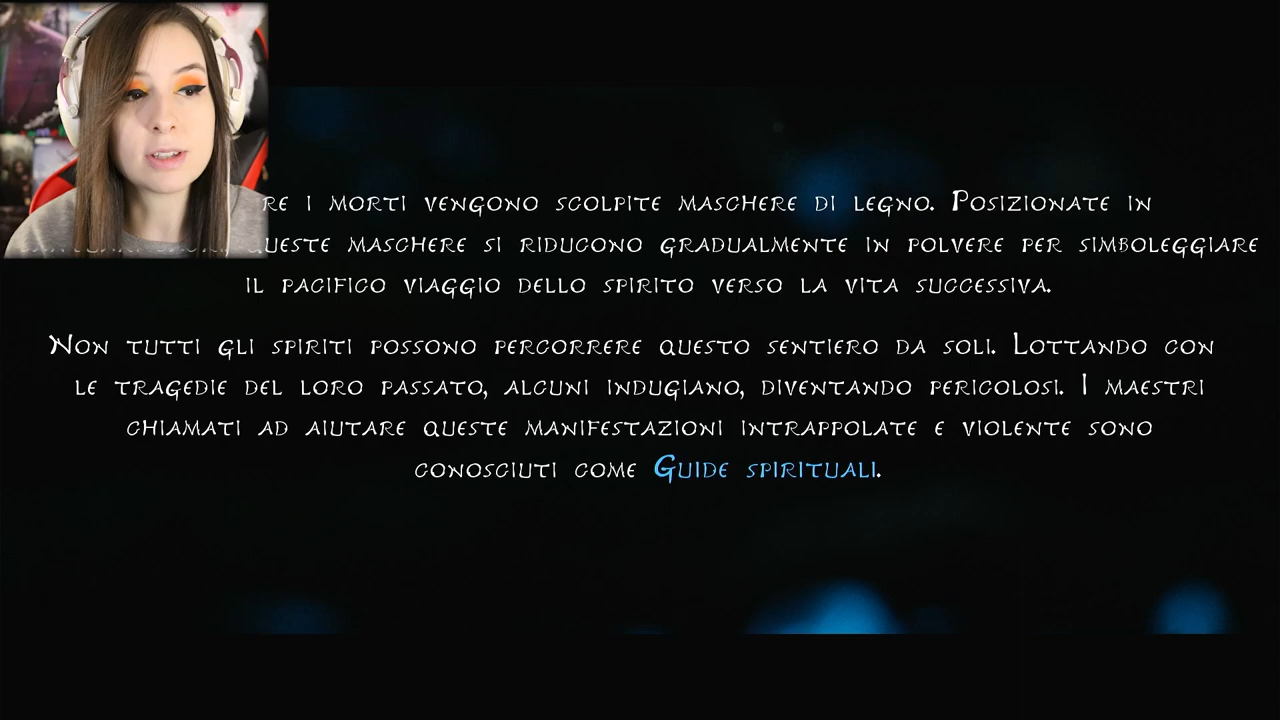 i morti vengono scolpite maschere di legno. Posizionate in
queste maschere si riducono gradualmente in polvere per simboleggiare
il pacifico viaggio dello spirito verso la vita successiva.
Non tutti gli spiriti possono percorrere questo sentiero da soli. Lottando con
le tragedie del loro passato, alcuni indugiano, diventando pericolosi. I maestri
chiamati ad aiutare queste manifestazioni intrappolate e violente sono
conosciuti come Guide spirituali.